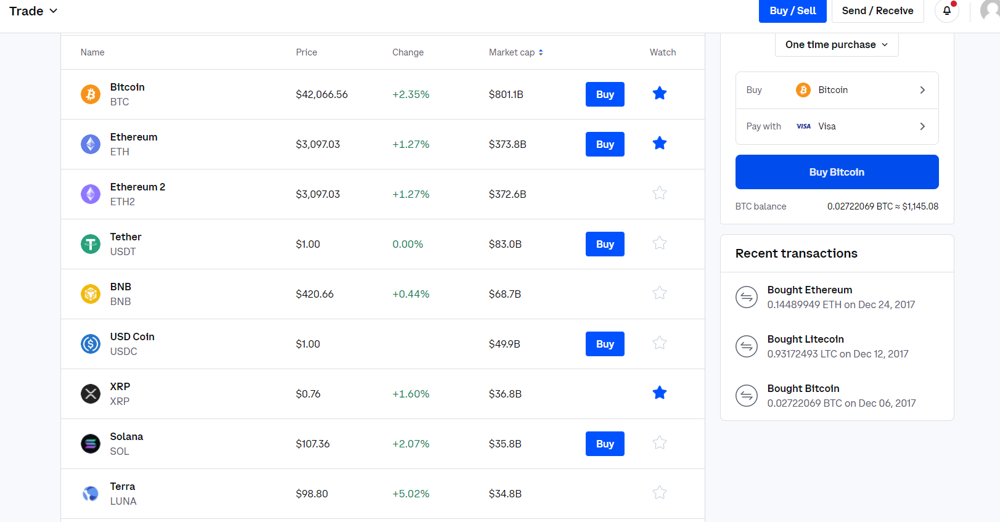 Trade
Buy / Sell
Send / Receive
Name Price Change Market cap Watch
Bitcoin
BTC
$42,066.56 +2.35% $801.1B Buy
Ethereum
ETH
$3,097.03 +1.27% $373.8B Buy
Ethereum 2
ETH2
$3,097.03 +1.27% $372.6B
Tether
USDT
$1.00 0.00% $83.0B Buy
BNB
BNB
$420.66 +0.44% $68.7B
USD Coin
USDC
$1.00 $49.9B Buy
XRP
XRP
$0.76 +1.60% $36.8B
Solana
SOL
$107.36 +2.07% $35.8B Buy
Terra
LUNA
$98.80 +5.02% $34.8B
One time purchase
Buy Bitcoin
Pay with VISA Visa
Buy Bitcoin
BTC balance 0.02722069 BTC ≈ $1,145.08
Recent transactions
Bought Ethereum
0.14489949 ETH on Dec 24, 2017
Bought Litecoin
0.93172493 LTC on Dec 12, 2017
Bought Bitcoin
0.02722069 BTC on Dec 06, 2017